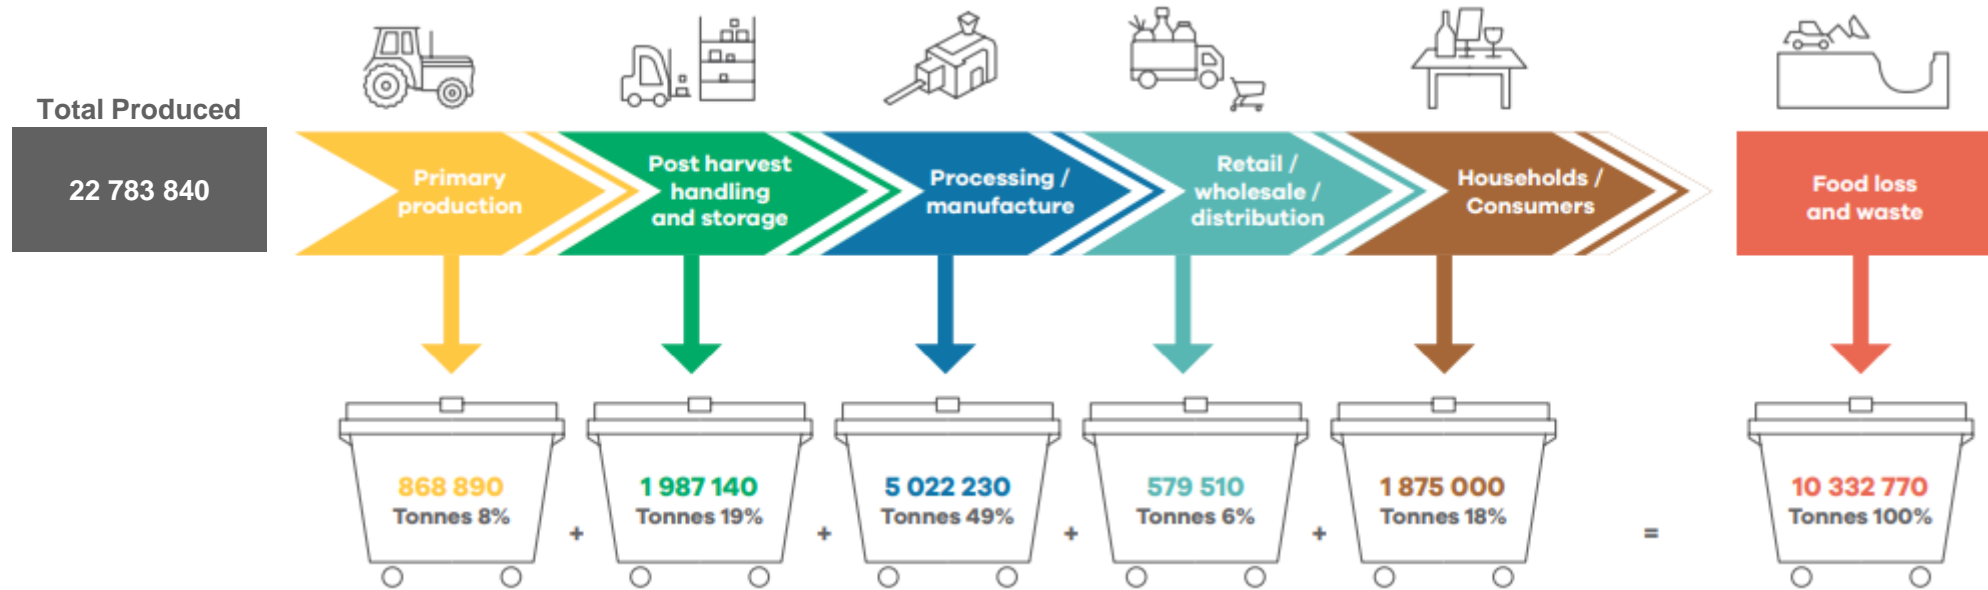 Total Produced
22 783 840
Primary
production
Post harvest
handling
and storage
Processing /
manufacture
Retail /
wholesale /
distribution
Households /
Consumers
Food loss
and waste
868 890
Tonnes 8%
+
1 987 140
Tonnes 19%
+
5 022 230
Tonnes 49%
+
579 510
Tonnes 6%
+
1 875 000
Tonnes 18%
=
10 332 770
Tonnes 100%